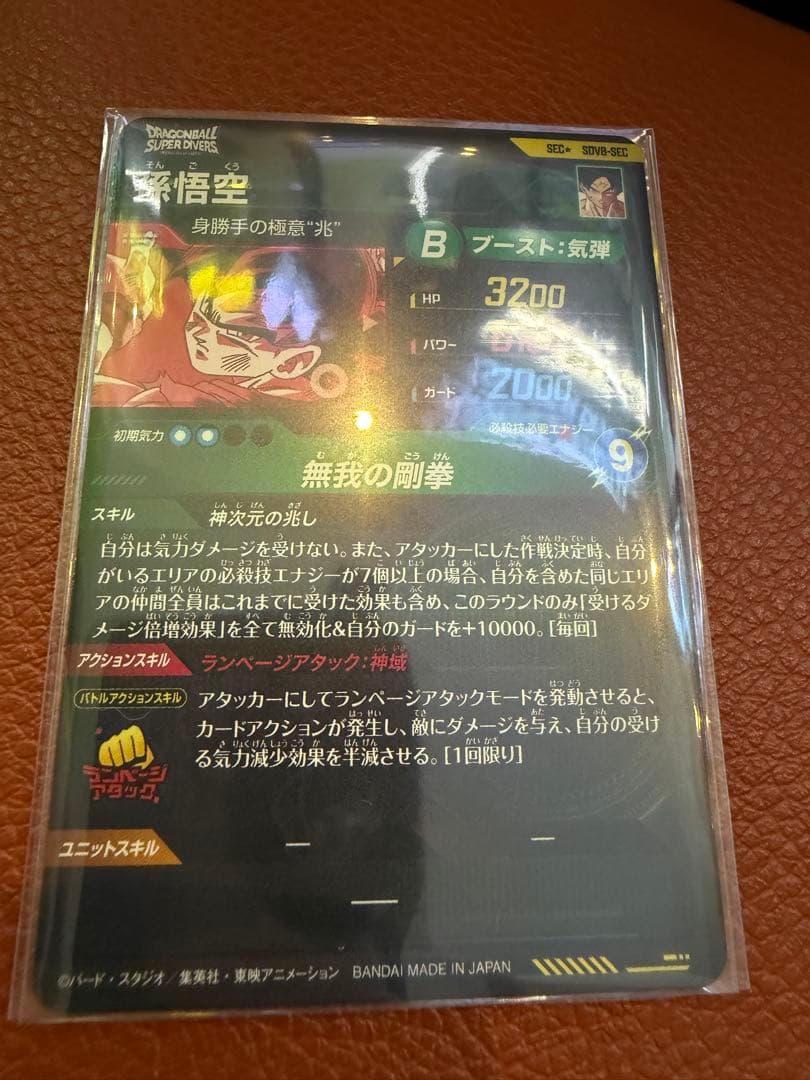 DRAGONBALL
SUPER DIVERS
SEC★ SDVB-SEC
そん ご くう
孫悟空
身勝手の極意“兆”
B ブースト:気弾
HP 3200
パワー
ガード 2000
初期気力
必殺技必要エナジー
9
む が ごう けん
無我の剛拳
スキル 神次元の兆し
自分は気力ダメージを受けない。また、アタッカーにした作戦決定時、自分
がいるエリアの必殺技エナジーが7個以上の場合、自分を含めた同じエリ
アの仲間全員はこれまでに受けた効果も含め、このラウンドのみ「受けるダ
メージ倍増効果」を全て無効化&自分のガードを+10000。[毎回]
アクションスキル ランページアタック:神域
バトルアクションスキル
アタッカーにしてランページアタックモードを発動させると、
カードアクションが発生し、敵にダメージを与え、自分の受け
る気力減少効果を半減させる。[1回限り]
ランページ
アタック
ユニットスキル — —
—
©バード・スタジオ/集英社・東映アニメーション BANDAI MADE IN JAPAN